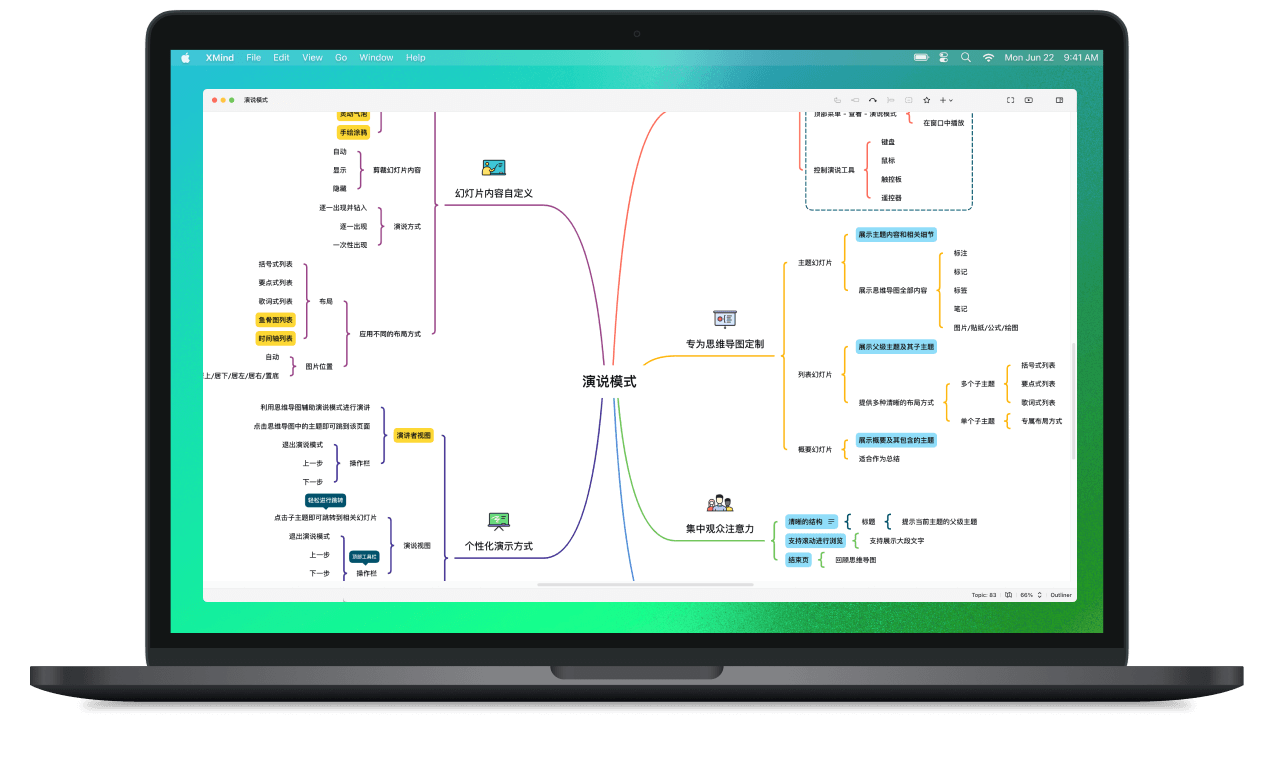 XMind File Edit View Go Window Help
Mon Jun 22 9:41 AM
演说模式
灵动气泡
手绘涂鸦
自动
显示
隐藏
剪裁幻灯片内容
幻灯片内容自定义
逐一出现并钻入
逐一出现
一次性出现
演说方式
括号式列表
要点式列表
歌词式列表
鱼骨图列表
时间轴列表
布局
应用不同的布局方式
自动
上/居下/居左/居右/置底
图片位置
演说模式
利用思维导图辅助演说模式进行演讲
点击思维导图中的主题即可跳到该页面
演讲者视图
退出演说模式
上一步
下一步
操作栏
轻松进行跳转
点击子主题即可跳转到相关幻灯片
退出演说模式
上一步
下一步
顶部工具栏
操作栏
演说视图
个性化演示方式
顶部菜单 - 查看 - 演说模式
在窗口中播放
控制演说工具
键盘
鼠标
触控板
遥控器
专为思维导图定制
主题幻灯片
展示主题内容和相关细节
展示思维导图全部内容
标注
标记
标签
笔记
图片/贴纸/公式/绘图
列表幻灯片
展示父级主题及其子主题
提供多种清晰的布局方式
多个子主题
括号式列表
要点式列表
歌词式列表
单个子主题
专属布局方式
概要幻灯片
展示概要及其包含的主题
适合作为总结
集中观众注意力
清晰的结构
标题
提示当前主题的父级主题
支持滚动进行浏览
支持展示大段文字
结束页
回顾思维导图
Topic: 83 66% Outliner